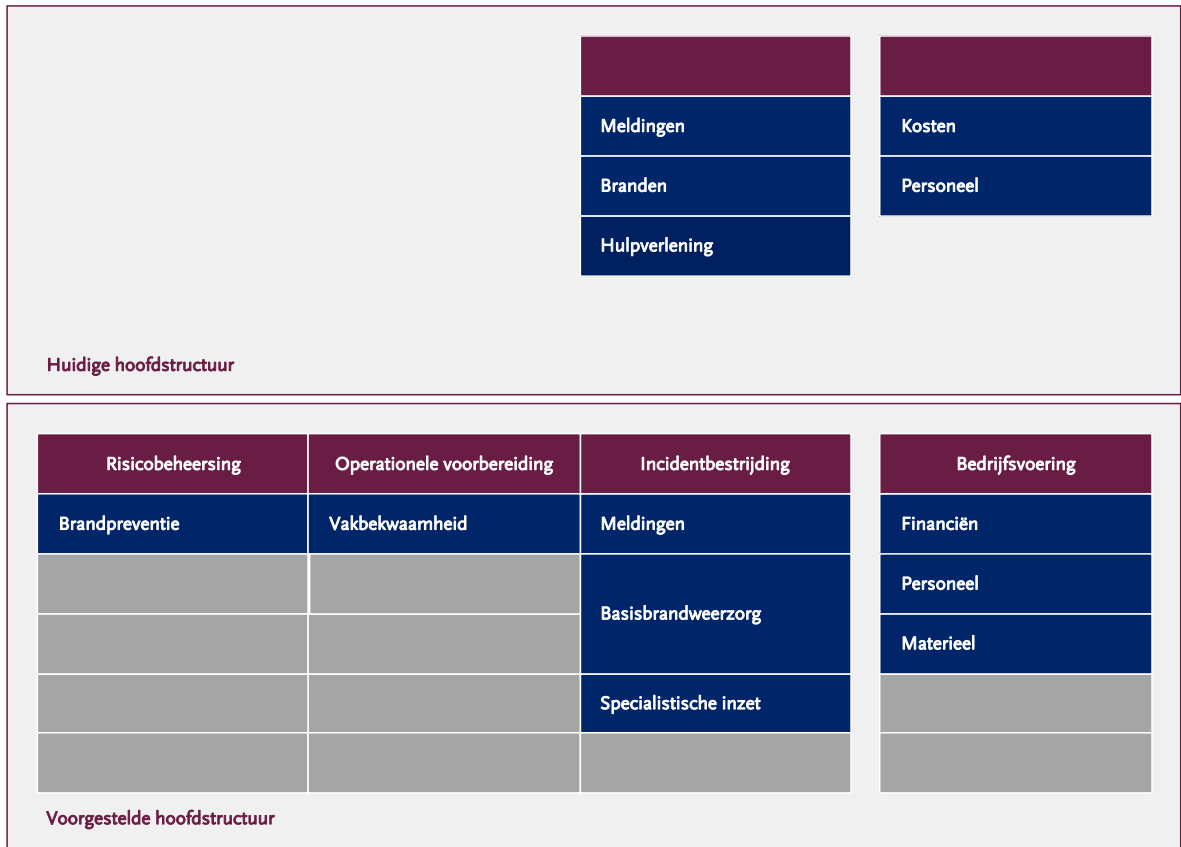 Meldingen
Kosten
Branden
Personeel
Hulpverlening
Huidige hoofdstructuur
Risicobeheersing
Operationele voorbereiding
Incidentbestrijding
Bedrijfsvoering
Brandpreventie
Vakbekwaamheid
Meldingen
Financiën
Personeel
Basisbrandweerzorg
Materieel
Specialistische inzet
Voorgestelde hoofdstructuur